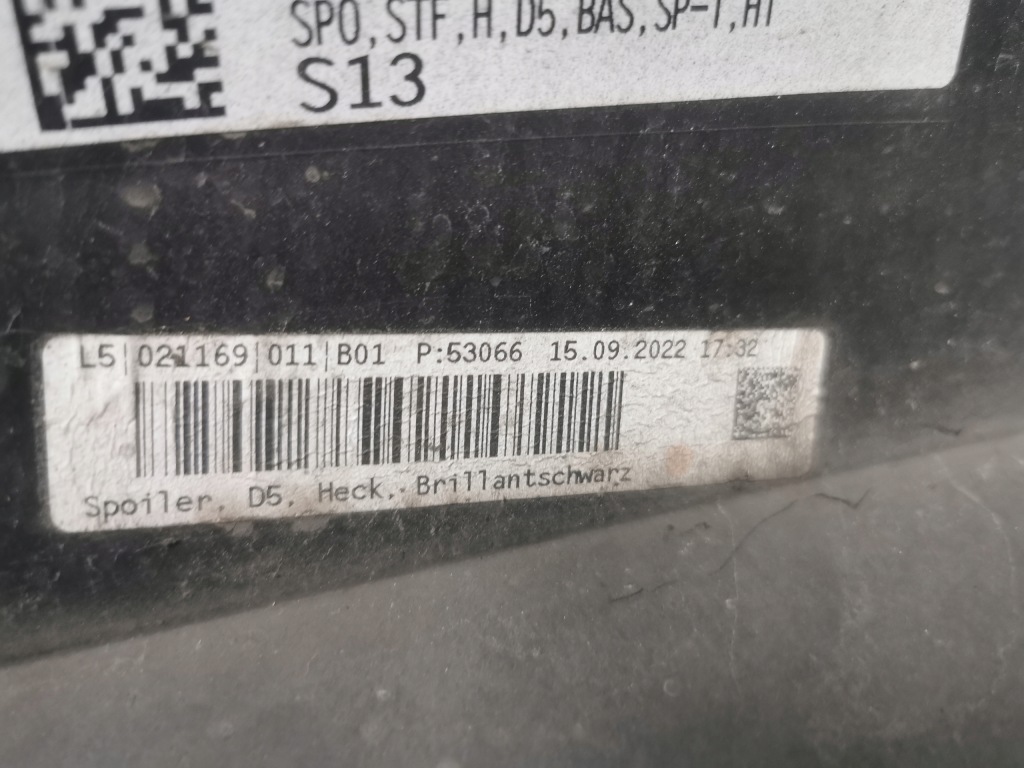 SPO,STF,H,D5,BAS,SP-T,HT
S13
L5|021169|011|B01 P:53066 15.09.2022 17:32
Spoiler, D5, Heck, Brillantschwarz